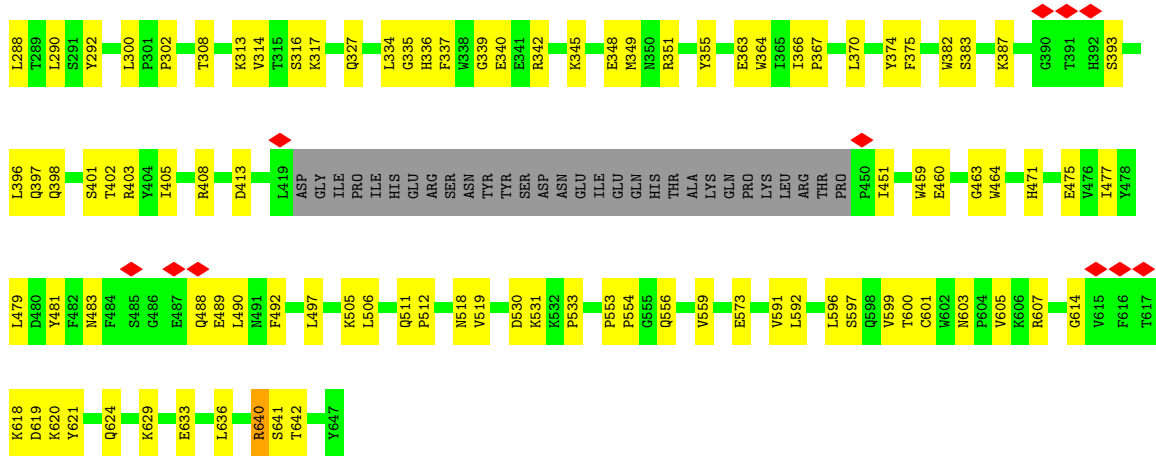 L288 T289 L290 S291 Y292 L300 P301 P302 T308 K313 V314 T315 S316 K317 Q327 L334 G335 H336 F337 W338 G339 E340 E341 R342 K345 E348 M349 N350 R351 Y355 E363 W364 I365 I366 P367 L370 Y374 F375 W382 S383 K387 G390 T391 H392 S393
L396 Q397 Q398 S401 T402 R403 Y404 I405 R408 D413 L419 ASP GLY ILE PRO ILE HIS GLU ARG SER ASN TYR TYR SER ASP ASN GLU ILE GLU GLN HIS THR ALA LYS GLN PRO LYS LEU ARG THR PRO P450 I451 W459 E460 G463 W464 H471 E475 V476 I477 Y478
L479 D480 Y481 F482 N483 F484 S485 G486 E487 Q488 E489 L490 N491 F492 L497 K505 L506 Q511 P512 N518 V519 D530 K531 K532 P533 P553 P554 G555 Q556 V559 E573 V591 L592 L596 S597 Q598 V599 T600 C601 W602 N603 P604 V605 K606 R607 G614 V615 F616 T617
K618 D619 K620 Y621 Q624 K629 E633 L636 R640 S641 T642 Y647